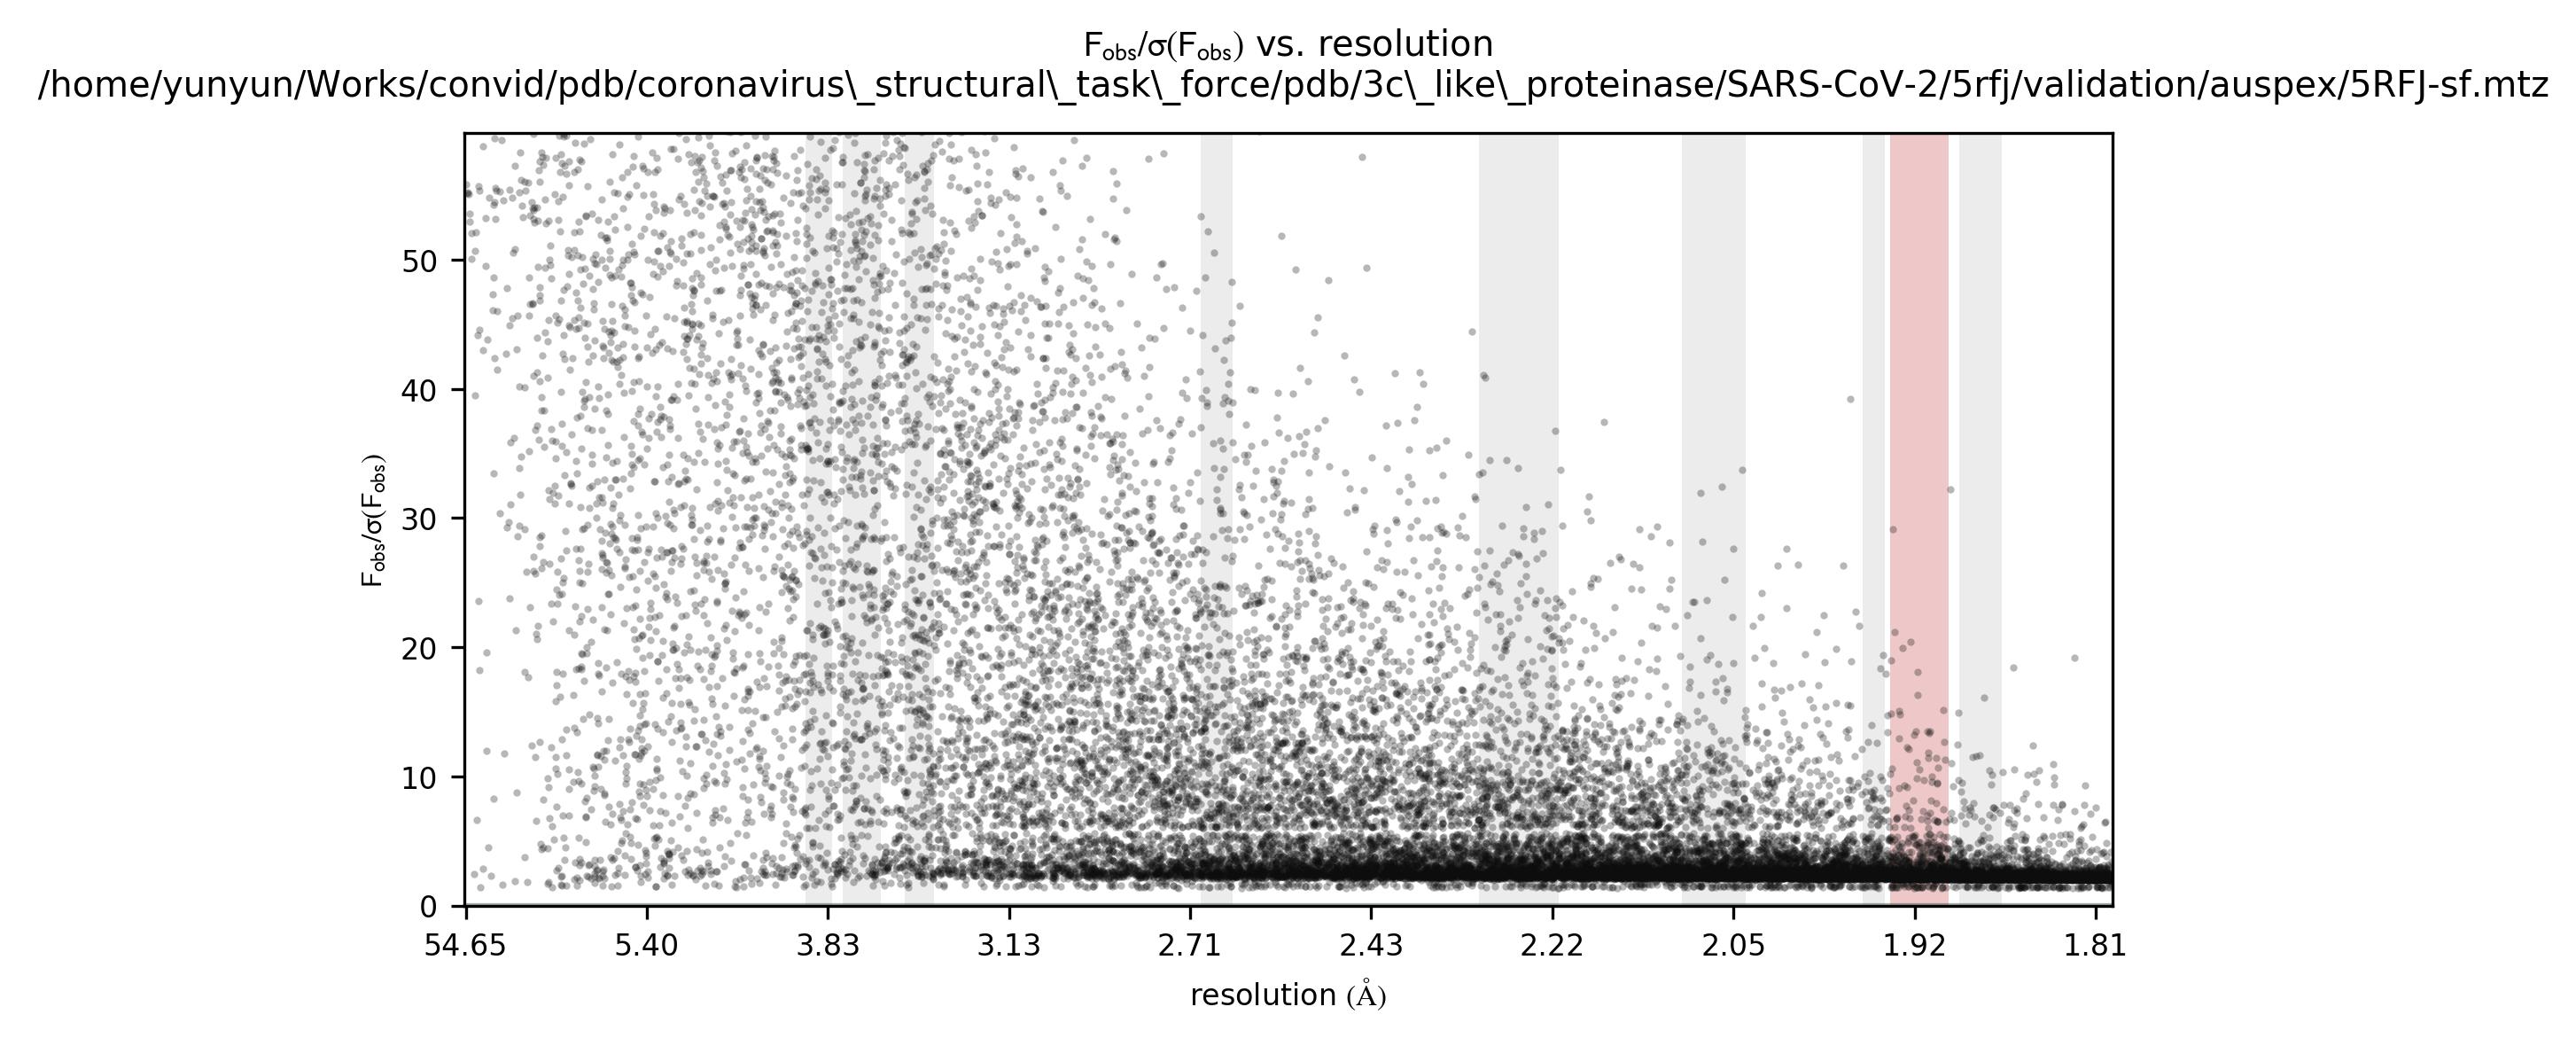 Fobs/σ(Fobs) vs. resolution
/home/yunyun/Works/convid/pdb/coronavirus\_structural\_task\_force/pdb/3c\_like\_proteinase/SARS-CoV-2/5rfj/validation/auspex/5RFJ-sf.mtz
Fobs/σ(Fobs)
50
40
30
20
10
0
54.65 5.40 3.83 3.13 2.71 2.43 2.22 2.05 1.92 1.81
resolution (Å)